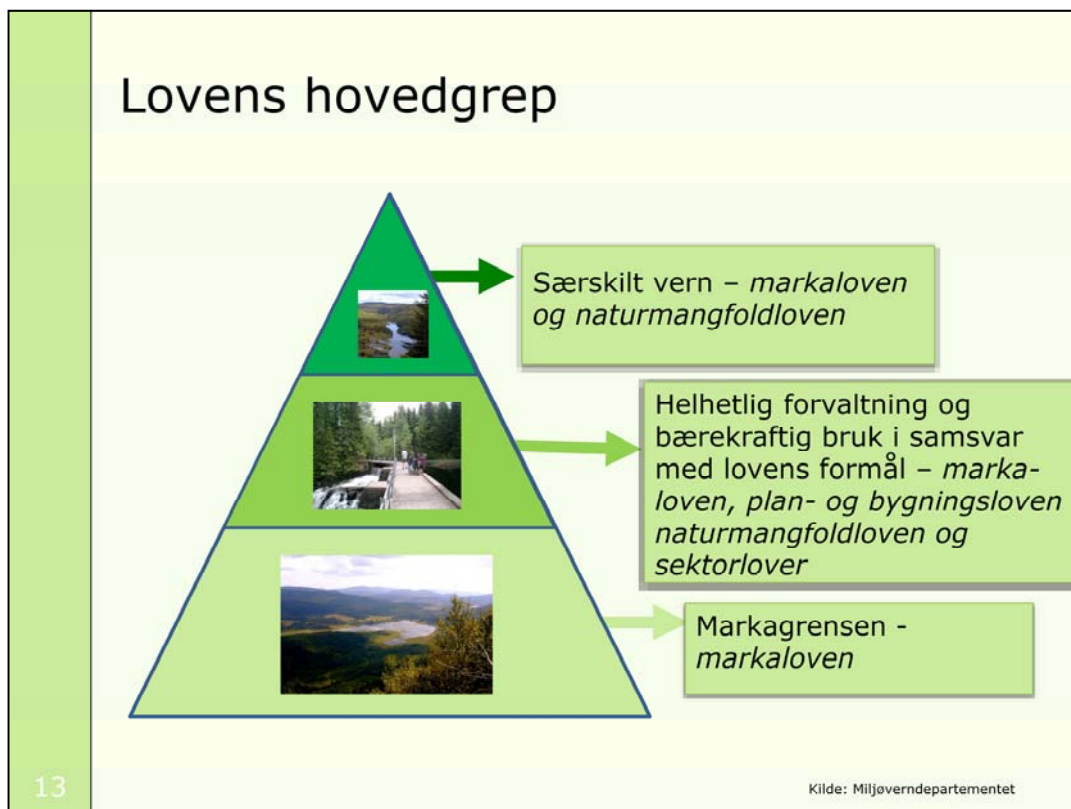 Lovens hovedgrep
Særskilt vern – markaloven
og naturmangfoldloven
Helhetlig forvaltning og
bærekraftig bruk i samsvar
med lovens formål – marka-
loven, plan- og bygningsloven
naturmangfoldloven og
sektorlover
Markagrensen -
markaloven
13
Kilde: Miljøverndepartementet